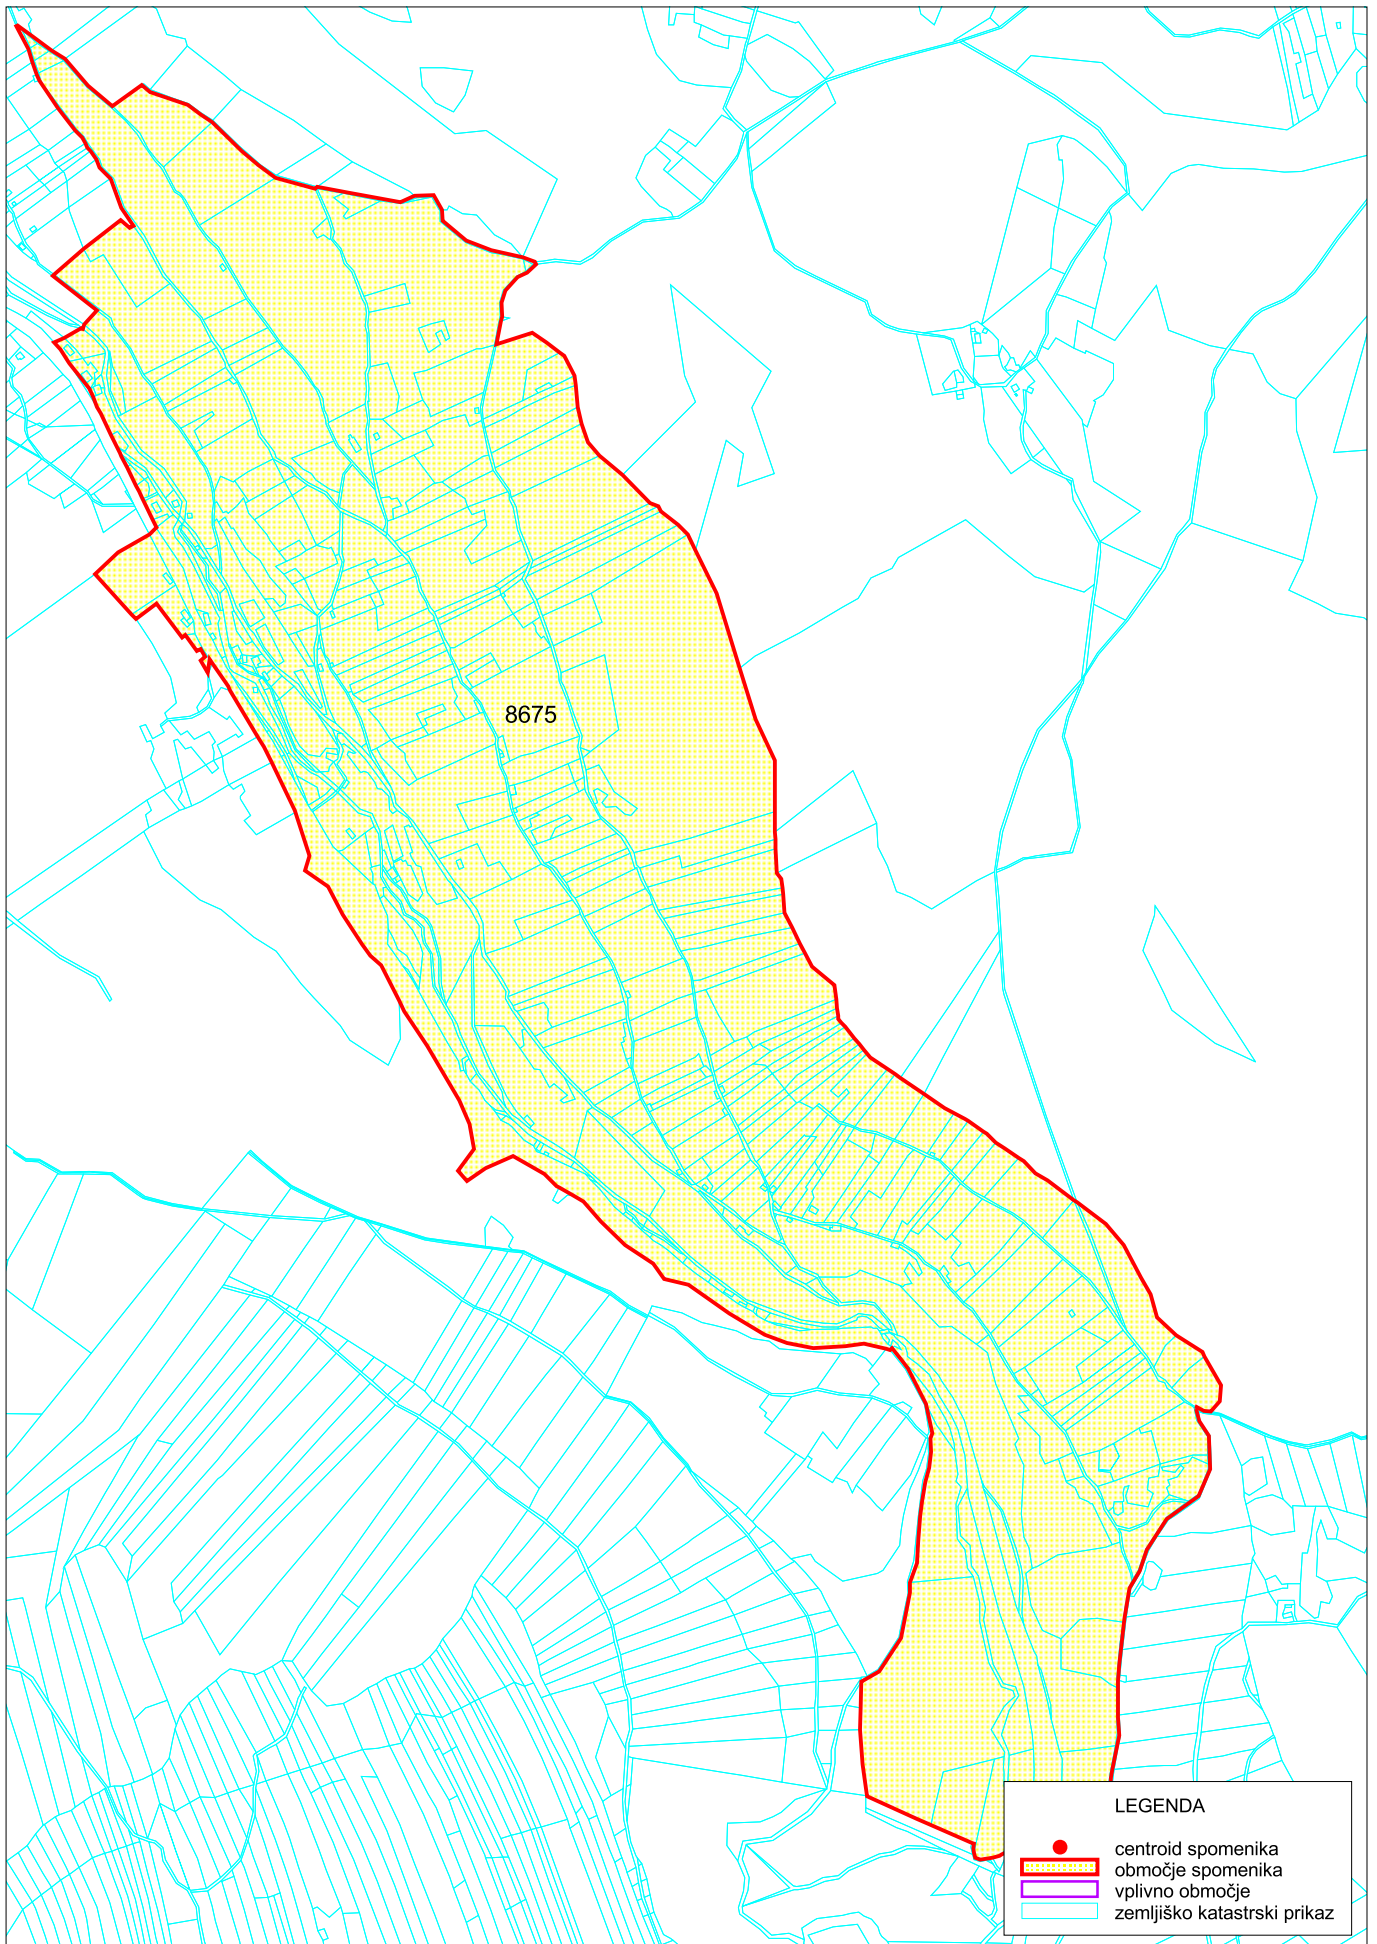 8675
LEGENDA
centroid spomenika
območje spomenika
vplivno območje
zemljiško katastrski prikaz